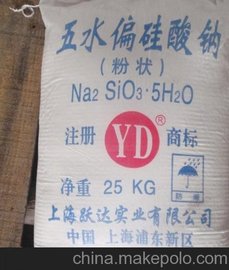 五水偏硅酸钠
（粉状）
Na2 SiO3·5H2O
注册 YD® 商标
净重 25 KG
防潮
上海跃达实业有限公司
中国 上海浦东新区
china.makepolo.com